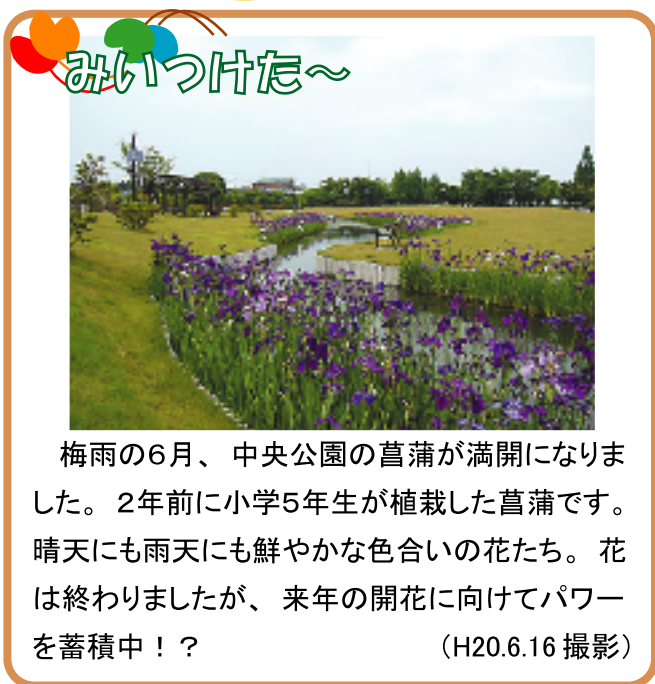 みいつけた～
梅雨の６月、中央公園の菖蒲が満開になりま
した。２年前に小学５年生が植栽した菖蒲です。
晴天にも雨天にも鮮やかな色合いの花たち。花
は終わりましたが、来年の開花に向けてパワー
を蓄積中！？　（H20.6.16 撮影）